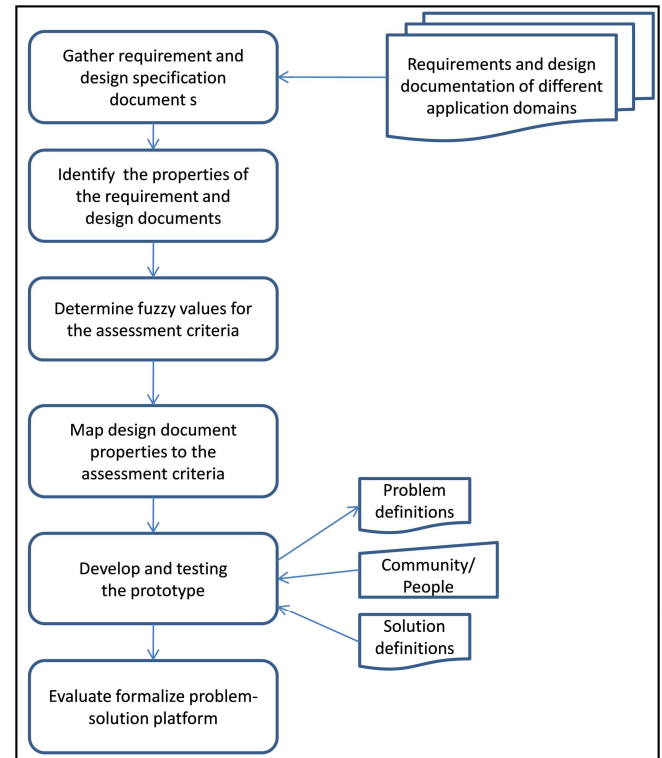 Gather requirement and
design specification
document s
Requirements and design
documentation of different
application domains
Identify the properties of
the requirement and
design documents
Determine fuzzy values for
the assessment criteria
Map design document
properties to the
assessment criteria
Problem
definitions
Develop and testing
the prototype
Community/
People
Solution
definitions
Evaluate formalize problem-
solution platform